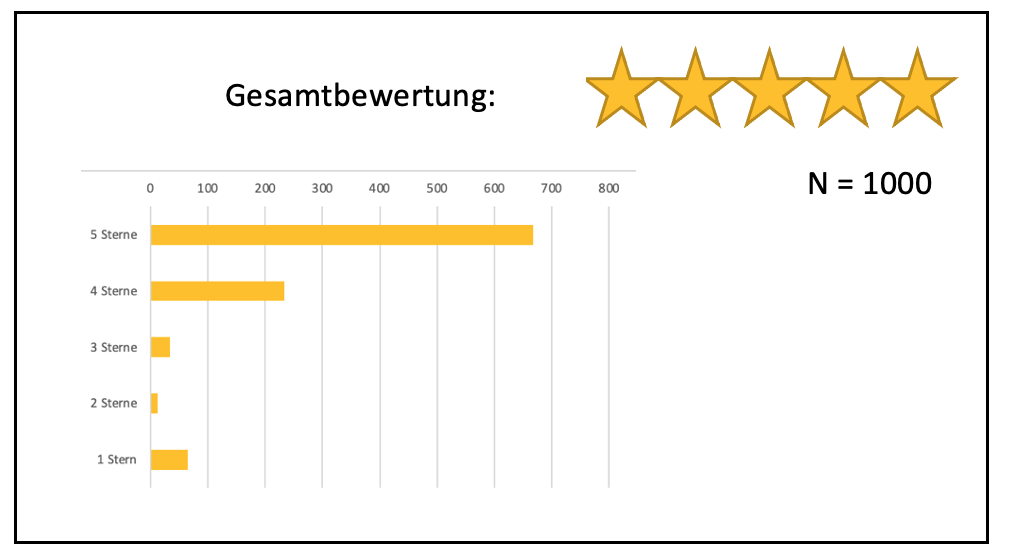 Gesamtbewertung:
N = 1000
0 100 200 300 400 500 600 700 800
5 Sterne
4 Sterne
3 Sterne
2 Sterne
1 Stern